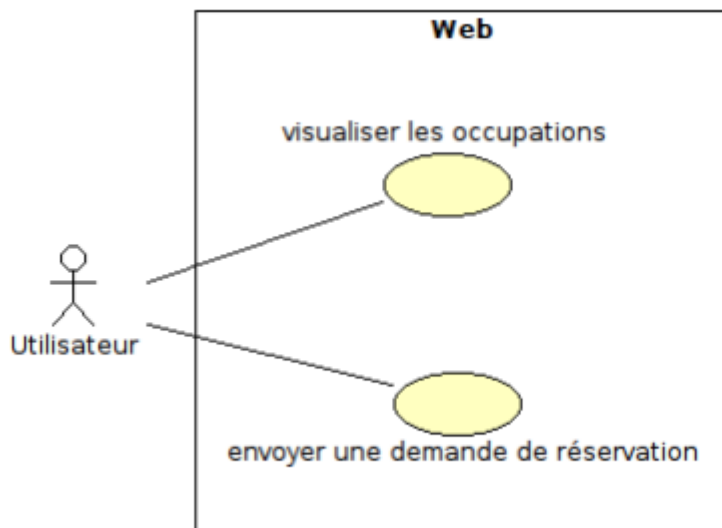 Web
visualiser les occupations
Utilisateur
envoyer une demande de réservation